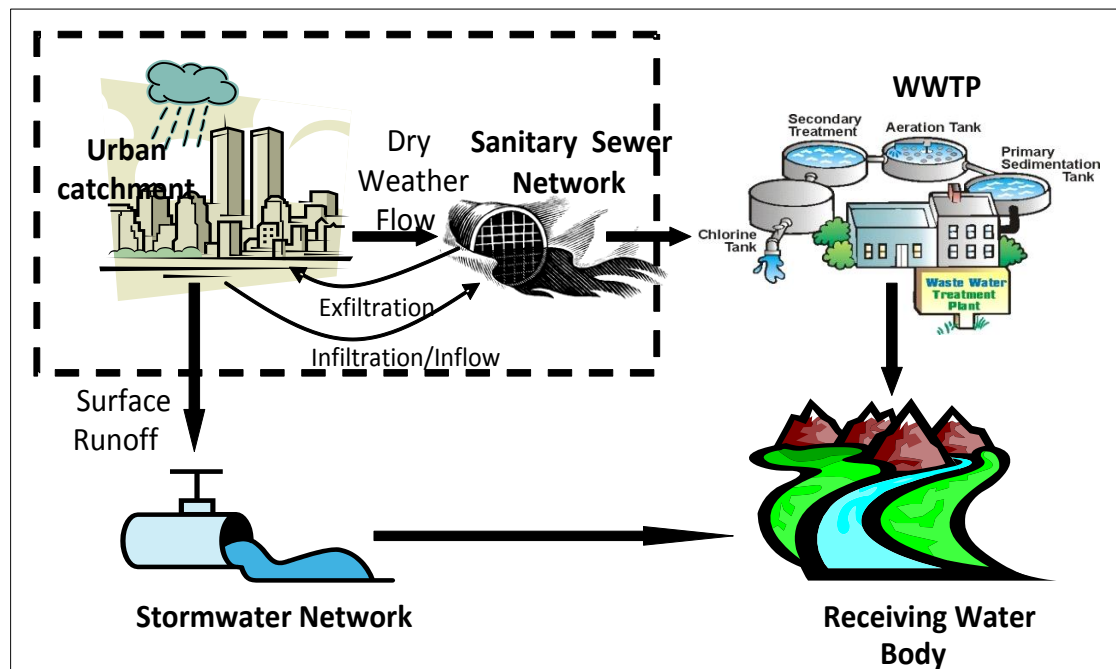 Urban
catchment
Dry
Weather
Flow
Sanitary Sewer
Network
Exfiltration
Infiltration/Inflow
WWTP
Secondary
Treatment
Aeration Tank
Primary
Sedimentation
Tank
Chlorine
Tank
Waste Water
Treatment
Plant
Surface
Runoff
Stormwater Network
Receiving Water
Body